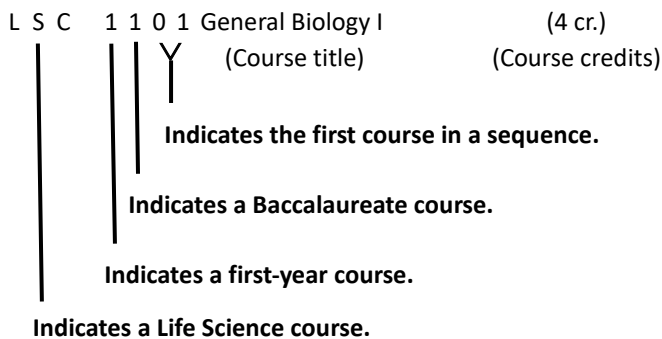 L S C 1 1 0 1 General Biology I (4 cr.)
(Course title) (Course credits)
Indicates the first course in a sequence.
Indicates a Baccalaureate course.
Indicates a first-year course.
Indicates a Life Science course.